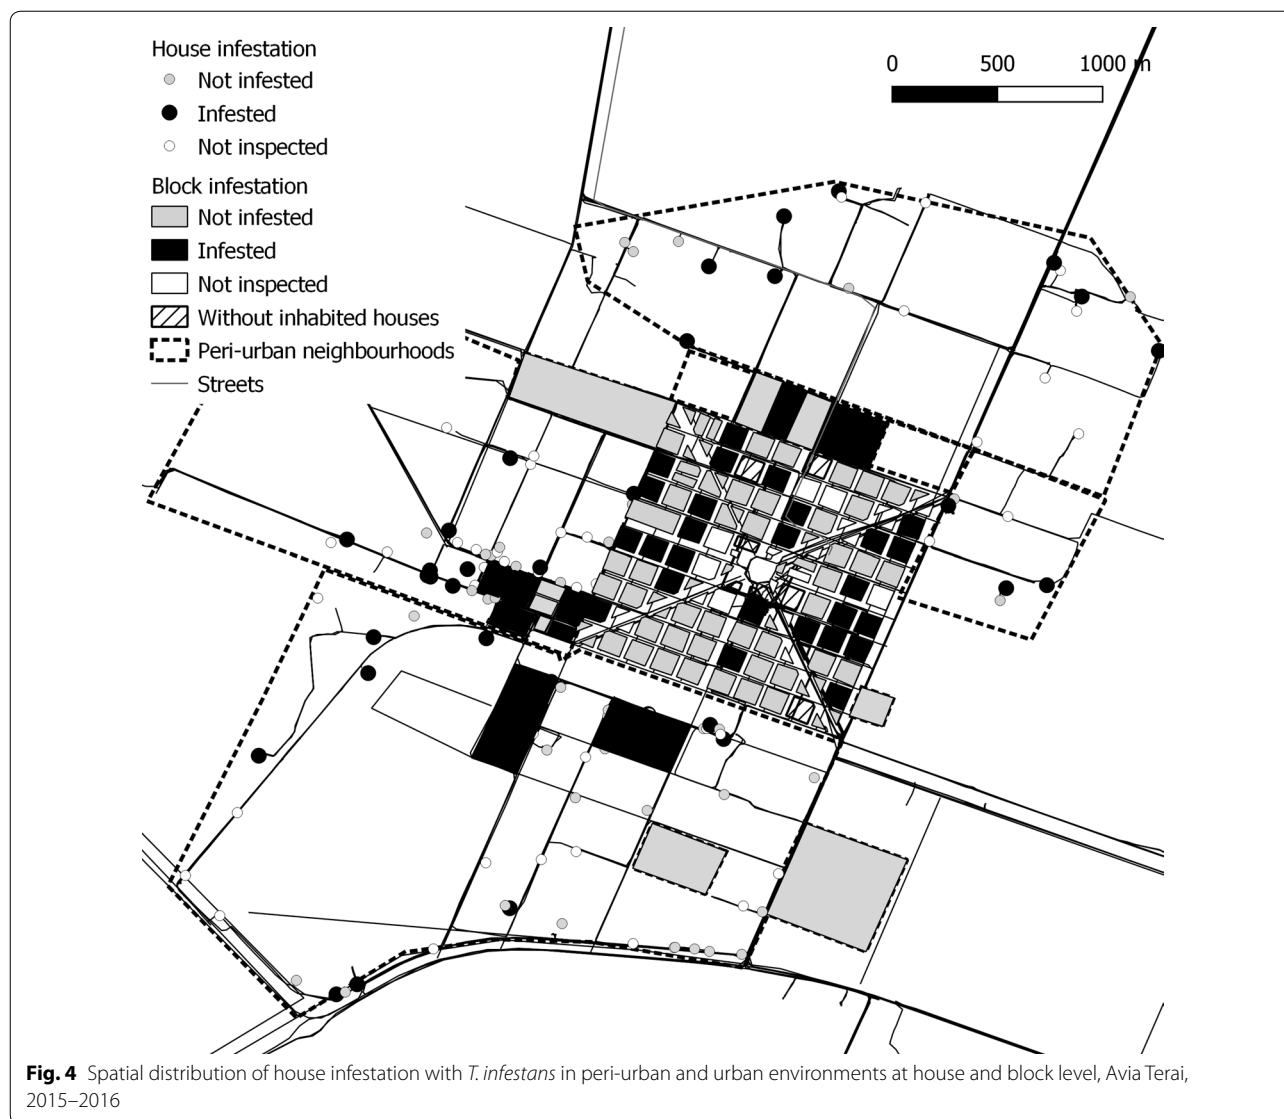 House infestation
Not infested
Infested
Not inspected
Block infestation
Not infested
Infested
Not inspected
Without inhabited houses
Peri-urban neighbourhoods
Streets
0 500 1000 m
Fig. 4 Spatial distribution of house infestation with T. infestans in peri-urban and urban environments at house and block level, Avia Terai,
2015–2016